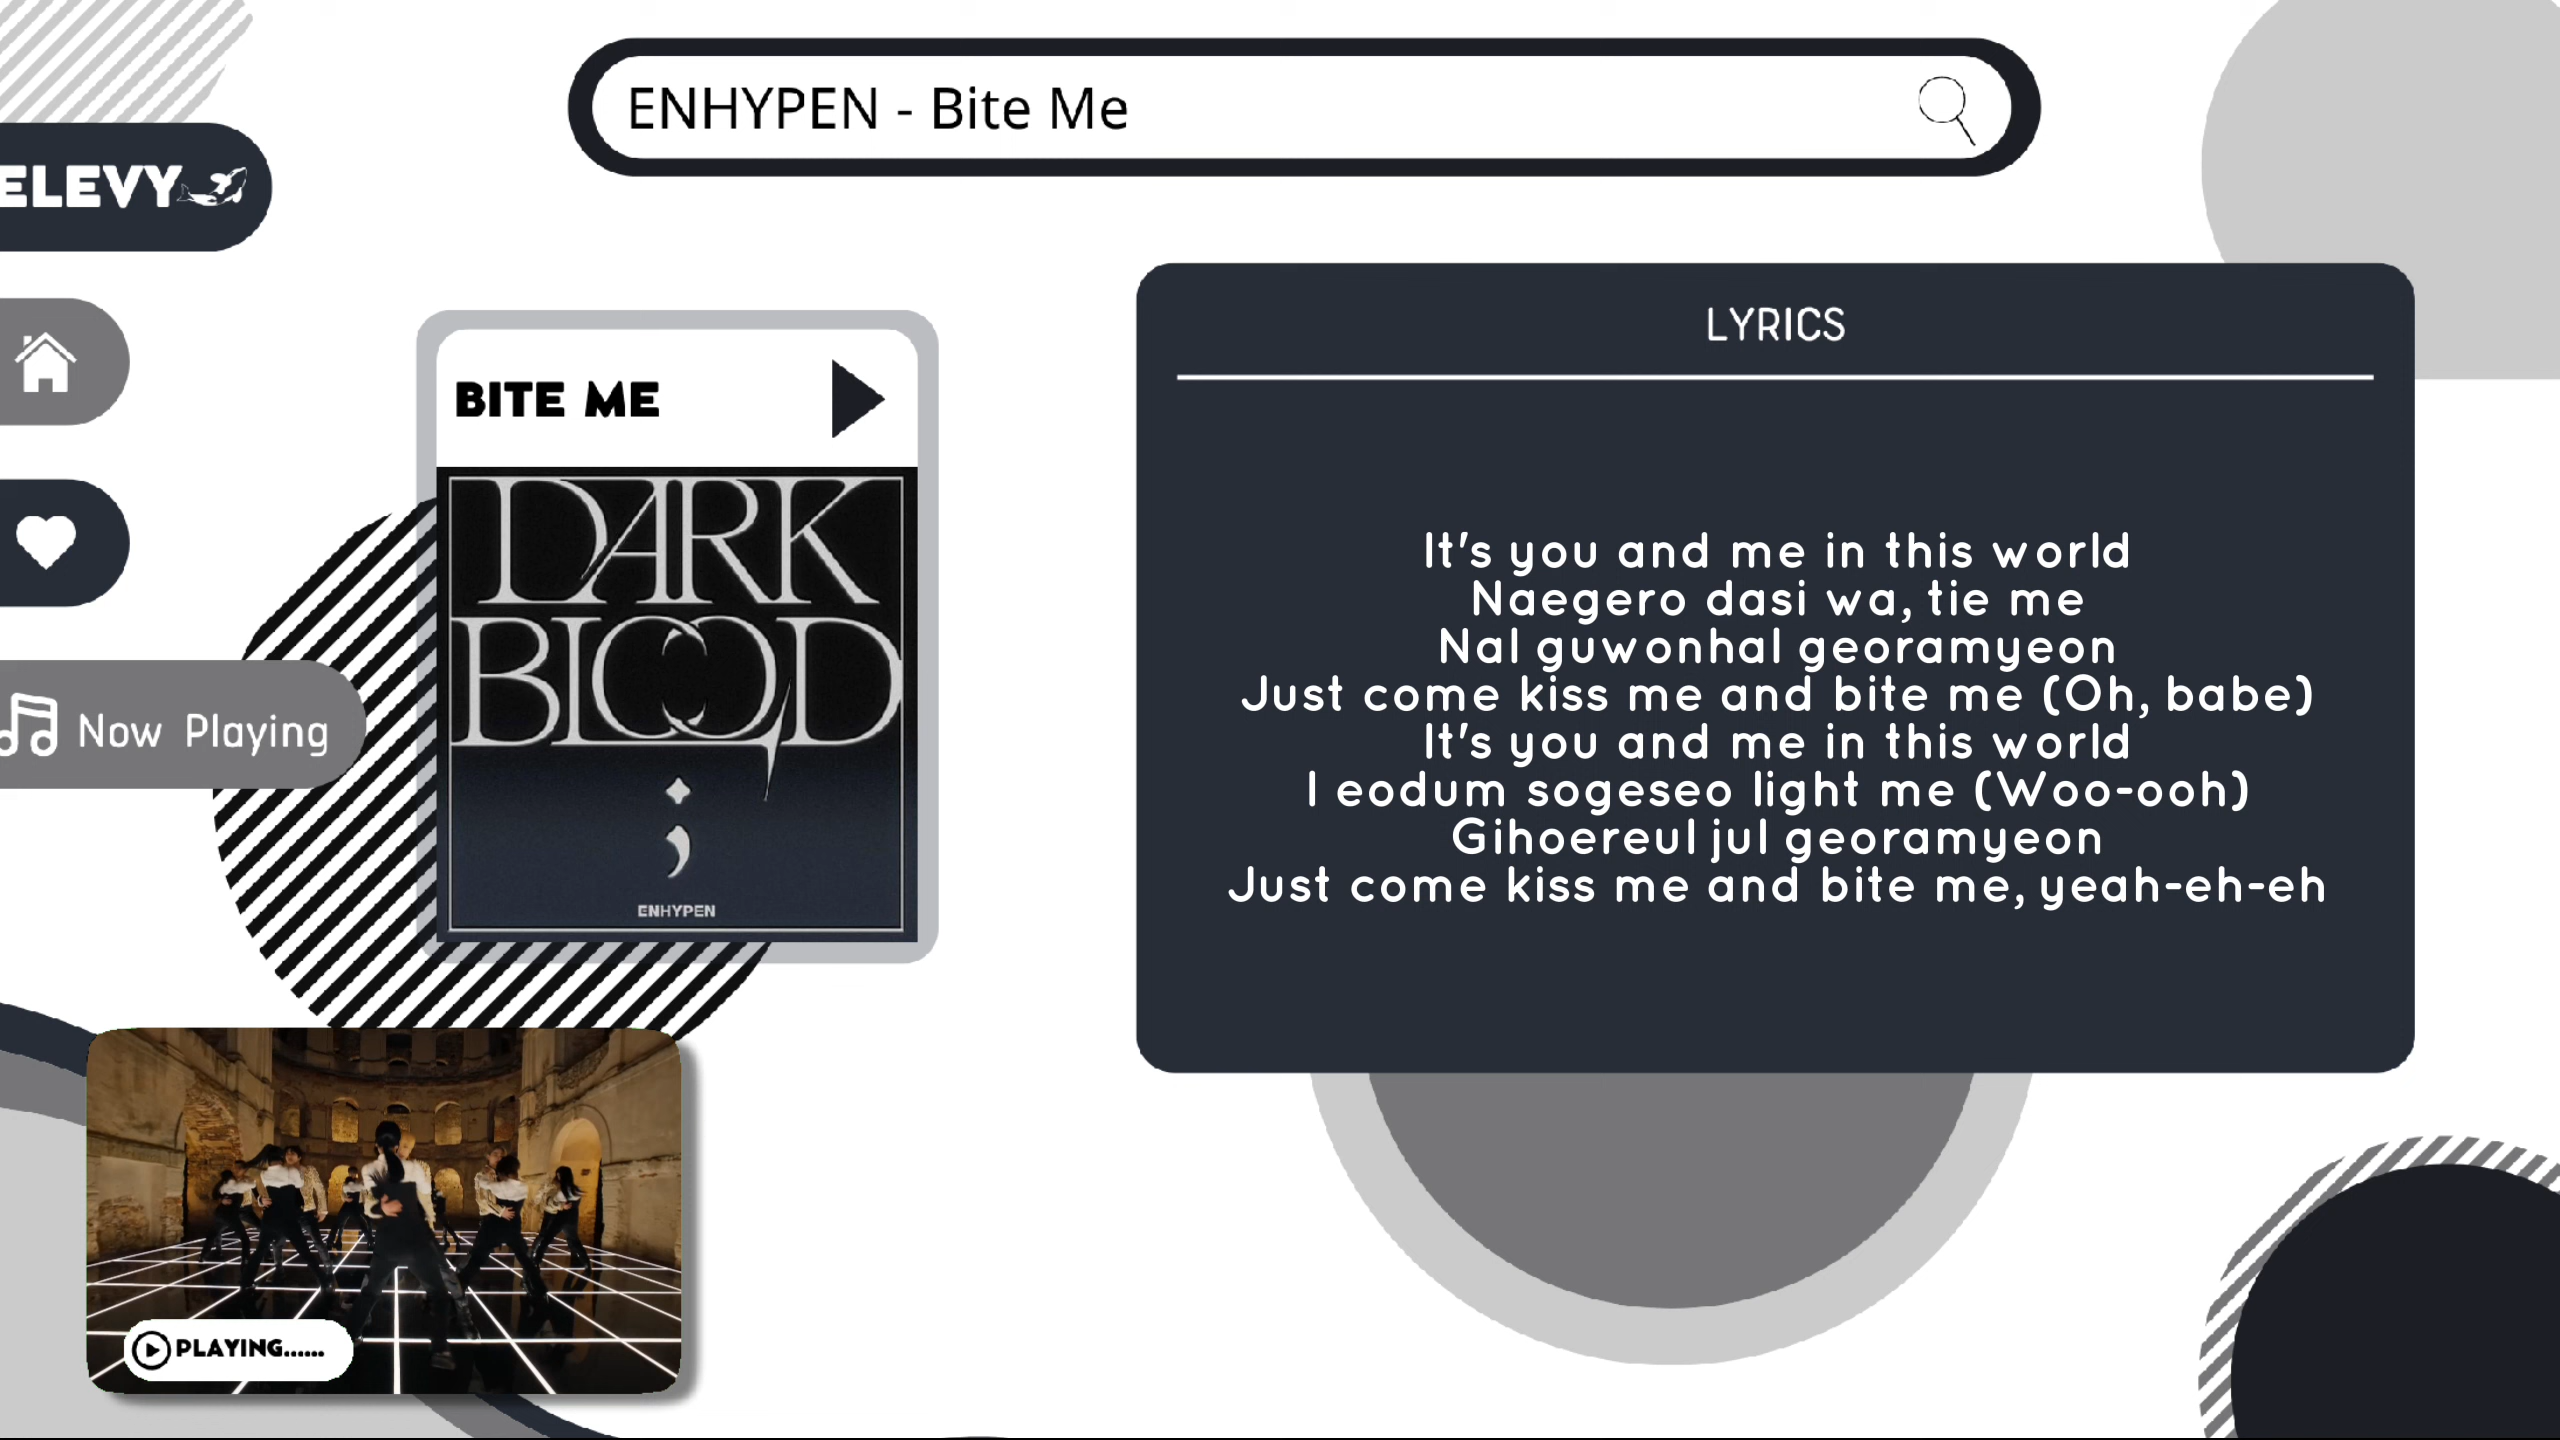 ENHYPEN - Bite Me
ELEVY
BITE ME
DARK
BLOOD
;
ENHYPEN
Now Playing
PLAYING......
LYRICS
It's you and me in this world
Naegero dasi wa, tie me
Nal guwonhal georamyeon
Just come kiss me and bite me (Oh, babe)
It's you and me in this world
I eodum sogeseo light me (Woo-ooh)
Gihoereul jul georamyeon
Just come kiss me and bite me, yeah-eh-eh